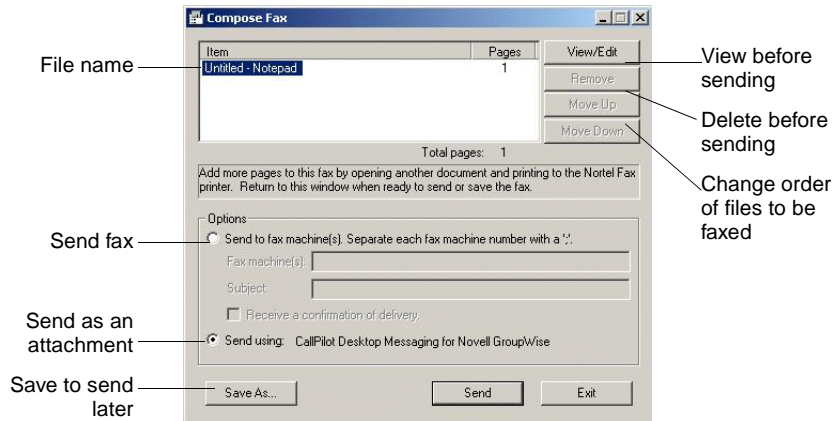 Compose Fax
File name
Item Pages
Untitled - Notepad 1
View/Edit
Remove
Move Up
Move Down
View before
sending
Delete before
sending
Change order
of files to be
faxed
Total pages: 1
Add more pages to this fax by opening another document and printing to the Nortel Fax
printer. Return to this window when ready to send or save the fax.
Options
Send fax
Send to fax machine(s). Separate each fax machine number with a ';'.
Fax machine(s):
Subject:
Receive a confirmation of delivery.
Send as an
attachment
Send using: CallPilot Desktop Messaging for Novell GroupWise
Save to send
later
Save As...
Send
Exit